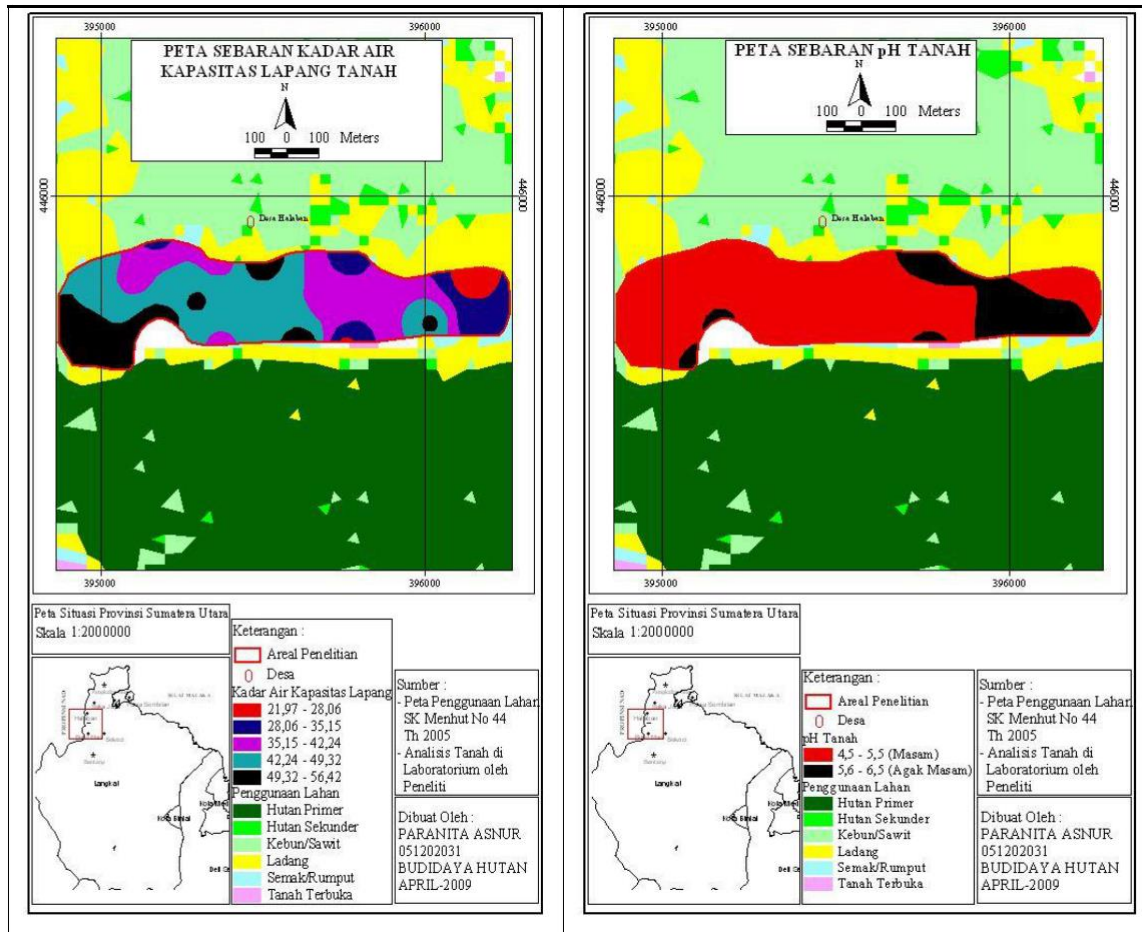 395000
396000
PETA SEBARAN KADAR AIR
KAPASITAS LAPANG TANAH
N
100 0 100 Meters
446000
446000
Desa Halaban
395000
396000
Peta Situasi Provinsi Sumatera Utara
Skala 1:2000000
Langkat
Kota Binjai
Keterangan :
Areal Penelitian
Desa
Kadar Air Kapasitas Lapang
21,97 - 28,06
28,06 - 35,15
35,15 - 42,24
42,24 - 49,32
49,32 - 56,42
Penggunaan Lahan
Hutan Primer
Hutan Sekunder
Kebun/Sawit
Ladang
Semak/Rumput
Tanah Terbuka
Sumber :
- Peta Penggunaan Lahan
SK Menhut No 44
Th 2005
- Analisis Tanah di
Laboratorium oleh
Peneliti
Dibuat Oleh :
PARANITA ASNUR
051202031
BUDIDAYA HUTAN
APRIL-2009
395000
396000
PETA SEBARAN pH TANAH
N
100 0 100 Meters
446000
446000
Desa Halaban
395000
396000
Peta Situasi Provinsi Sumatera Utara
Skala 1:2000000
Langkat
Kota Binjai
Keterangan :
Areal Penelitian
Desa
pH Tanah
4,5 - 5,5 (Masam)
5,6 - 6,5 (Agak Masam)
Penggunaan Lahan
Hutan Primer
Hutan Sekunder
Kebun/Sawit
Ladang
Semak/Rumput
Tanah Terbuka
Sumber :
- Peta Penggunaan Lahan
SK Menhut No 44
Th 2005
- Analisis Tanah di
Laboratorium oleh
Peneliti
Dibuat Oleh :
PARANITA ASNUR
051202031
BUDIDAYA HUTAN
APRIL-2009